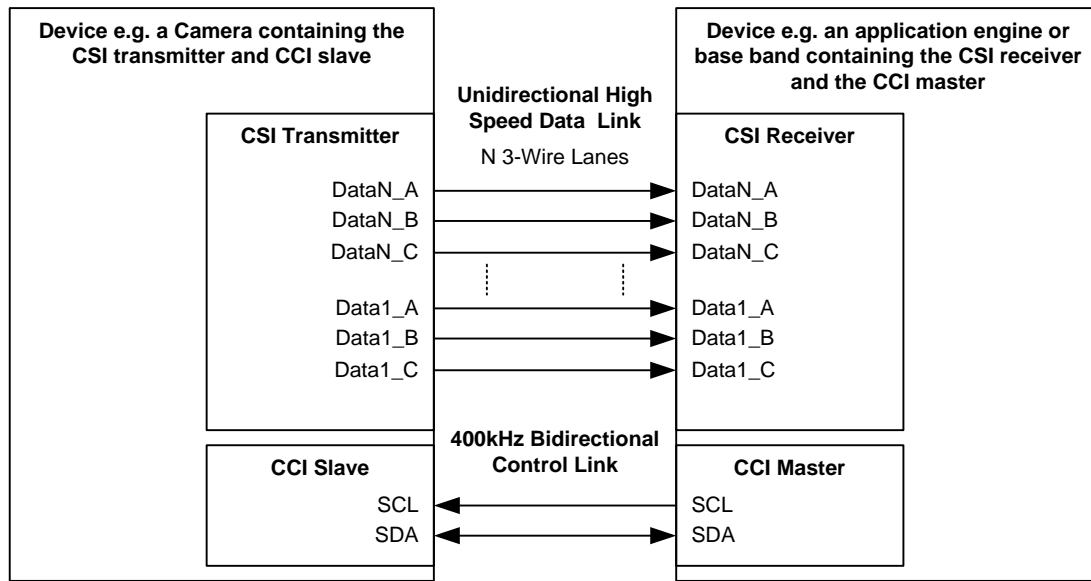 Device e.g. a Camera containing the
CSI transmitter and CCI slave
Device e.g. an application engine or
base band containing the CSI receiver
and the CCI master
Unidirectional High
Speed Data Link
N 3-Wire Lanes
CSI Transmitter
DataN_A
DataN_B
DataN_C
Data1_A
Data1_B
Data1_C
CSI Receiver
DataN_A
DataN_B
DataN_C
Data1_A
Data1_B
Data1_C
400kHz Bidirectional
Control Link
CCI Slave
SCL
SDA
CCI Master
SCL
SDA